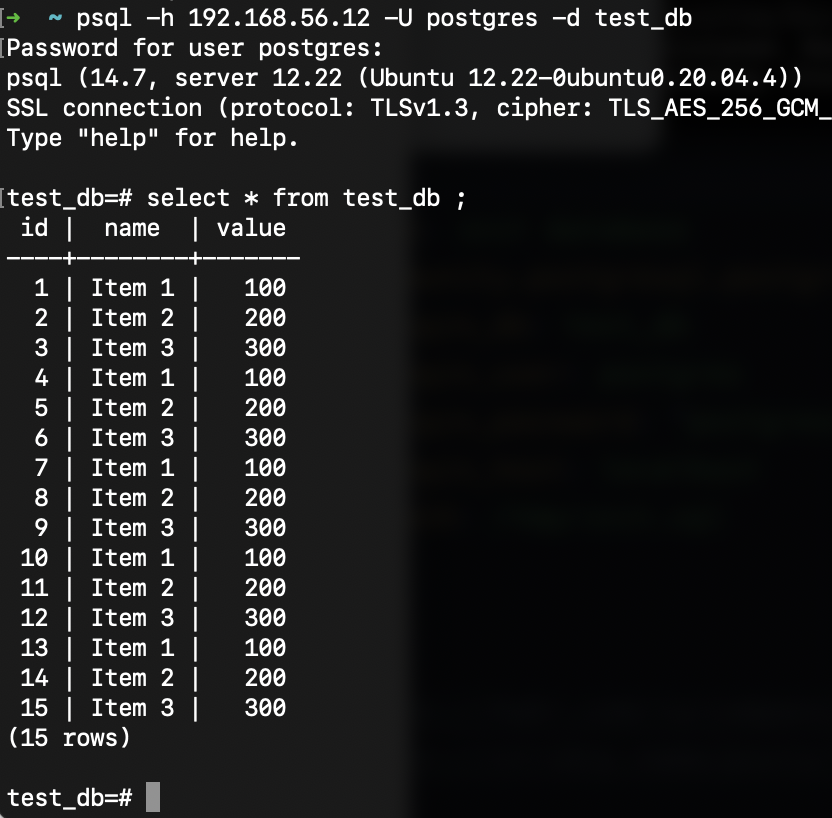 → ~ psql -h 192.168.56.12 -U postgres -d test_db
Password for user postgres:
psql (14.7, server 12.22 (Ubuntu 12.22-0ubuntu0.20.04.4))
SSL connection (protocol: TLSv1.3, cipher: TLS_AES_256_GCM_
Type "help" for help.
test_db=# select * from test_db ;
 id |  name  | value
----+--------+-------
  1 | Item 1 |   100
  2 | Item 2 |   200
  3 | Item 3 |   300
  4 | Item 1 |   100
  5 | Item 2 |   200
  6 | Item 3 |   300
  7 | Item 1 |   100
  8 | Item 2 |   200
  9 | Item 3 |   300
 10 | Item 1 |   100
 11 | Item 2 |   200
 12 | Item 3 |   300
 13 | Item 1 |   100
 14 | Item 2 |   200
 15 | Item 3 |   300
(15 rows)
test_db=#